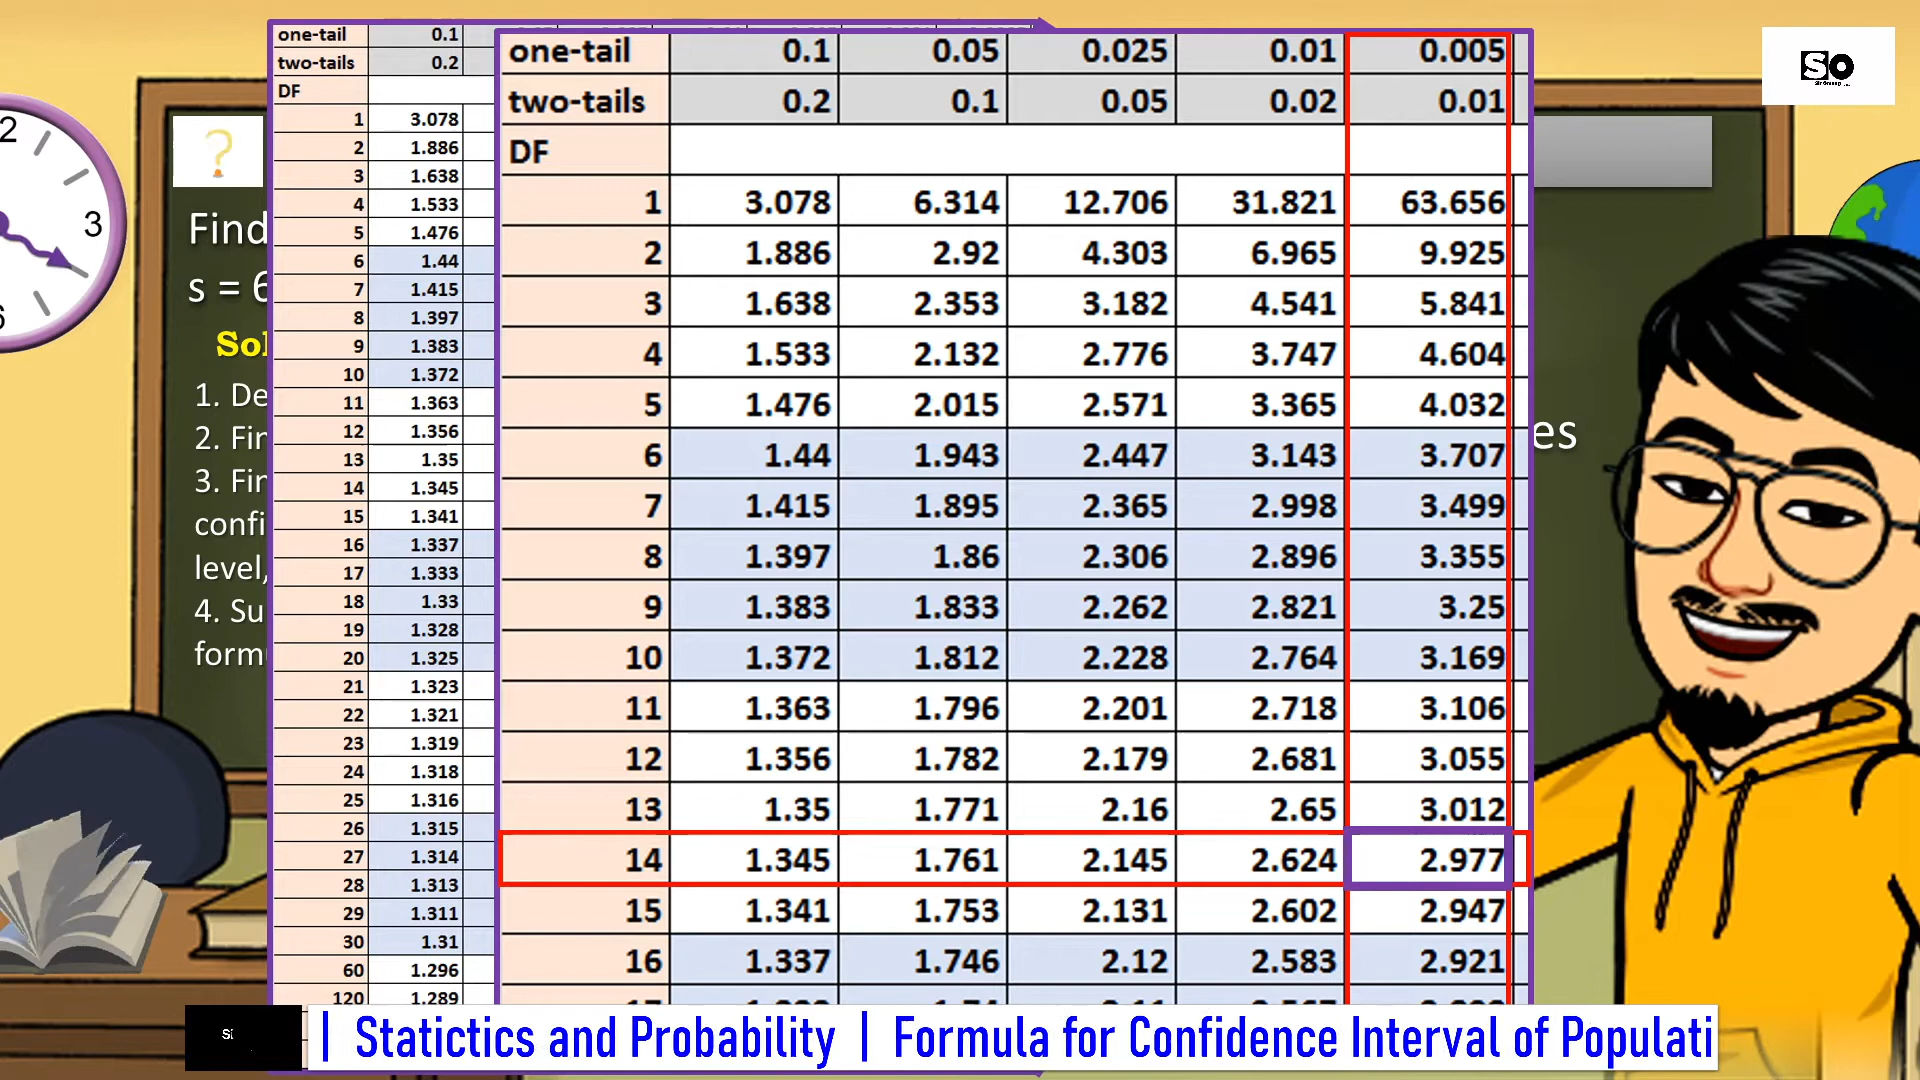 one-tail 0.1
two-tails 0.2
DF
1 3.078
2 1.886
3 1.638
4 1.533
5 1.476
6 1.44
7 1.415
8 1.397
9 1.383
10 1.372
11 1.363
12 1.356
13 1.35
14 1.345
15 1.341
16 1.337
17 1.333
18 1.33
19 1.328
20 1.325
21 1.323
22 1.321
23 1.319
24 1.318
25 1.316
26 1.315
27 1.314
28 1.313
29 1.311
30 1.31
60 1.296
120 1.289
one-tail 0.1 0.05 0.025 0.01 0.005
two-tails 0.2 0.1 0.05 0.02 0.01
DF
1 3.078 6.314 12.706 31.821 63.656
2 1.886 2.92 4.303 6.965 9.925
3 1.638 2.353 3.182 4.541 5.841
4 1.533 2.132 2.776 3.747 4.604
5 1.476 2.015 2.571 3.365 4.032
6 1.44 1.943 2.447 3.143 3.707
7 1.415 1.895 2.365 2.998 3.499
8 1.397 1.86 2.306 2.896 3.355
9 1.383 1.833 2.262 2.821 3.25
10 1.372 1.812 2.228 2.764 3.169
11 1.363 1.796 2.201 2.718 3.106
12 1.356 1.782 2.179 2.681 3.055
13 1.35 1.771 2.16 2.65 3.012
14 1.345 1.761 2.145 2.624 2.977
15 1.341 1.753 2.131 2.602 2.947
16 1.337 1.746 2.12 2.583 2.921
?
Find
s = 6
Sol
1. De
2. Fin
3. Fin
confi
level,
4. Su
form
es
2
3
6
SO
| Statictics and Probability | Formula for Confidence Interval of Populati